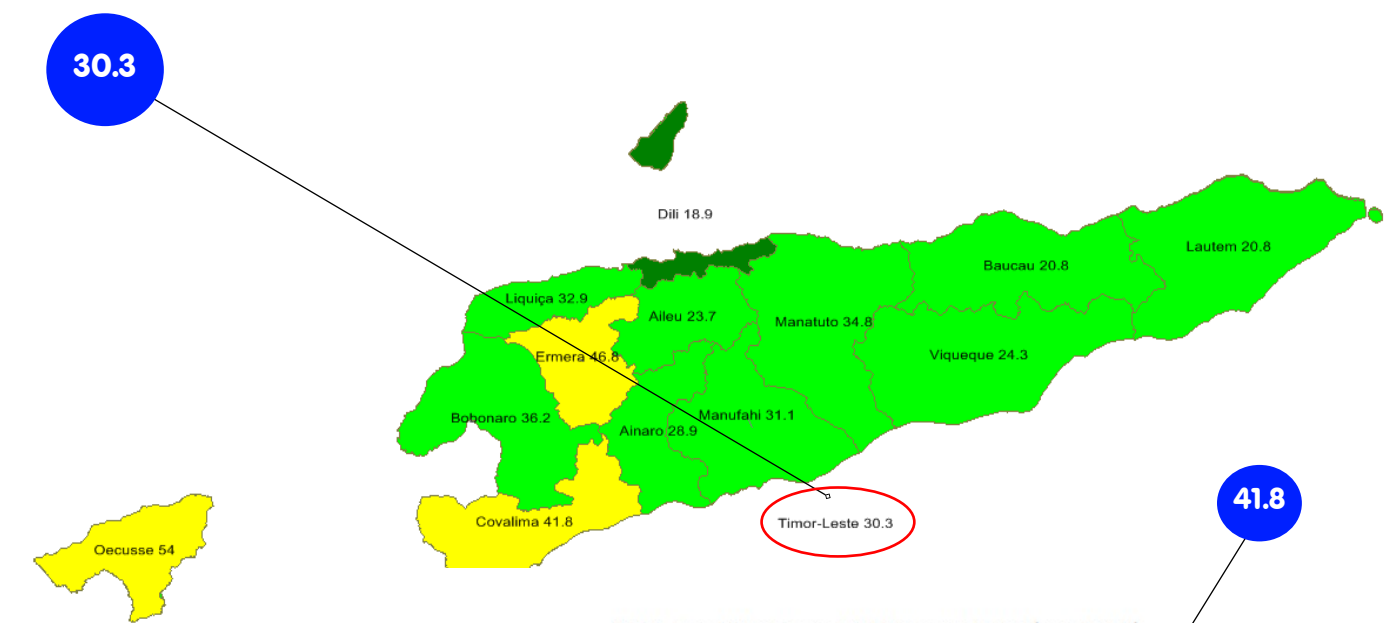 30.3
Dili 18.9
Lautem 20.8
Baucau 20.8
Liquiça 32.9
Aileu 23.7
Manatuto 34.8
Ermera 46.8
Viqueque 24.3
Bobonaro 36.2
Manufahi 31.1
Ainaro 28.9
41.8
Covalima 41.8
Timor-Leste 30.3
Oecusse 54